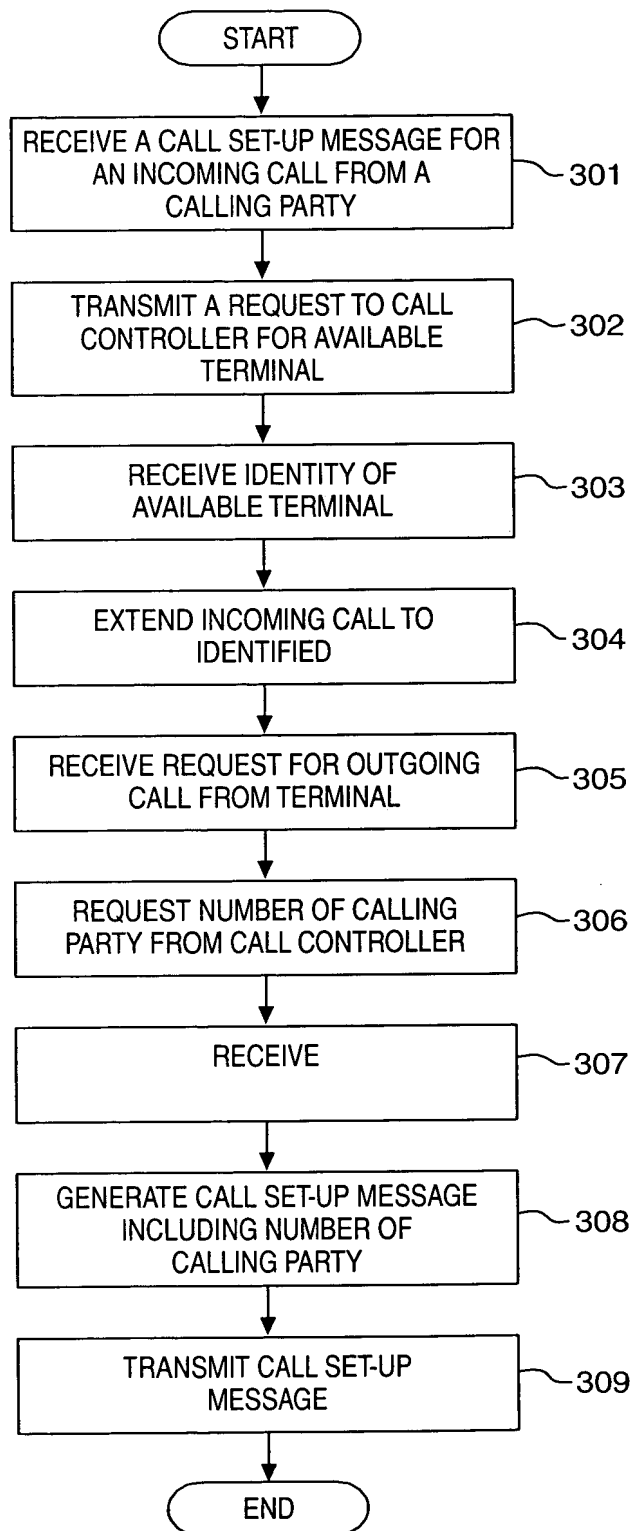 START
RECEIVE A CALL SET-UP MESSAGE FOR
AN INCOMING CALL FROM A
CALLING PARTY
301
TRANSMIT A REQUEST TO CALL
CONTROLLER FOR AVAILABLE
TERMINAL
302
RECEIVE IDENTITY OF
AVAILABLE TERMINAL
303
EXTEND INCOMING CALL TO
IDENTIFIED
304
RECEIVE REQUEST FOR OUTGOING
CALL FROM TERMINAL
305
REQUEST NUMBER OF CALLING
PARTY FROM CALL CONTROLLER
306
RECEIVE
307
GENERATE CALL SET-UP MESSAGE
INCLUDING NUMBER OF
CALLING PARTY
308
TRANSMIT CALL SET-UP
MESSAGE
309
END